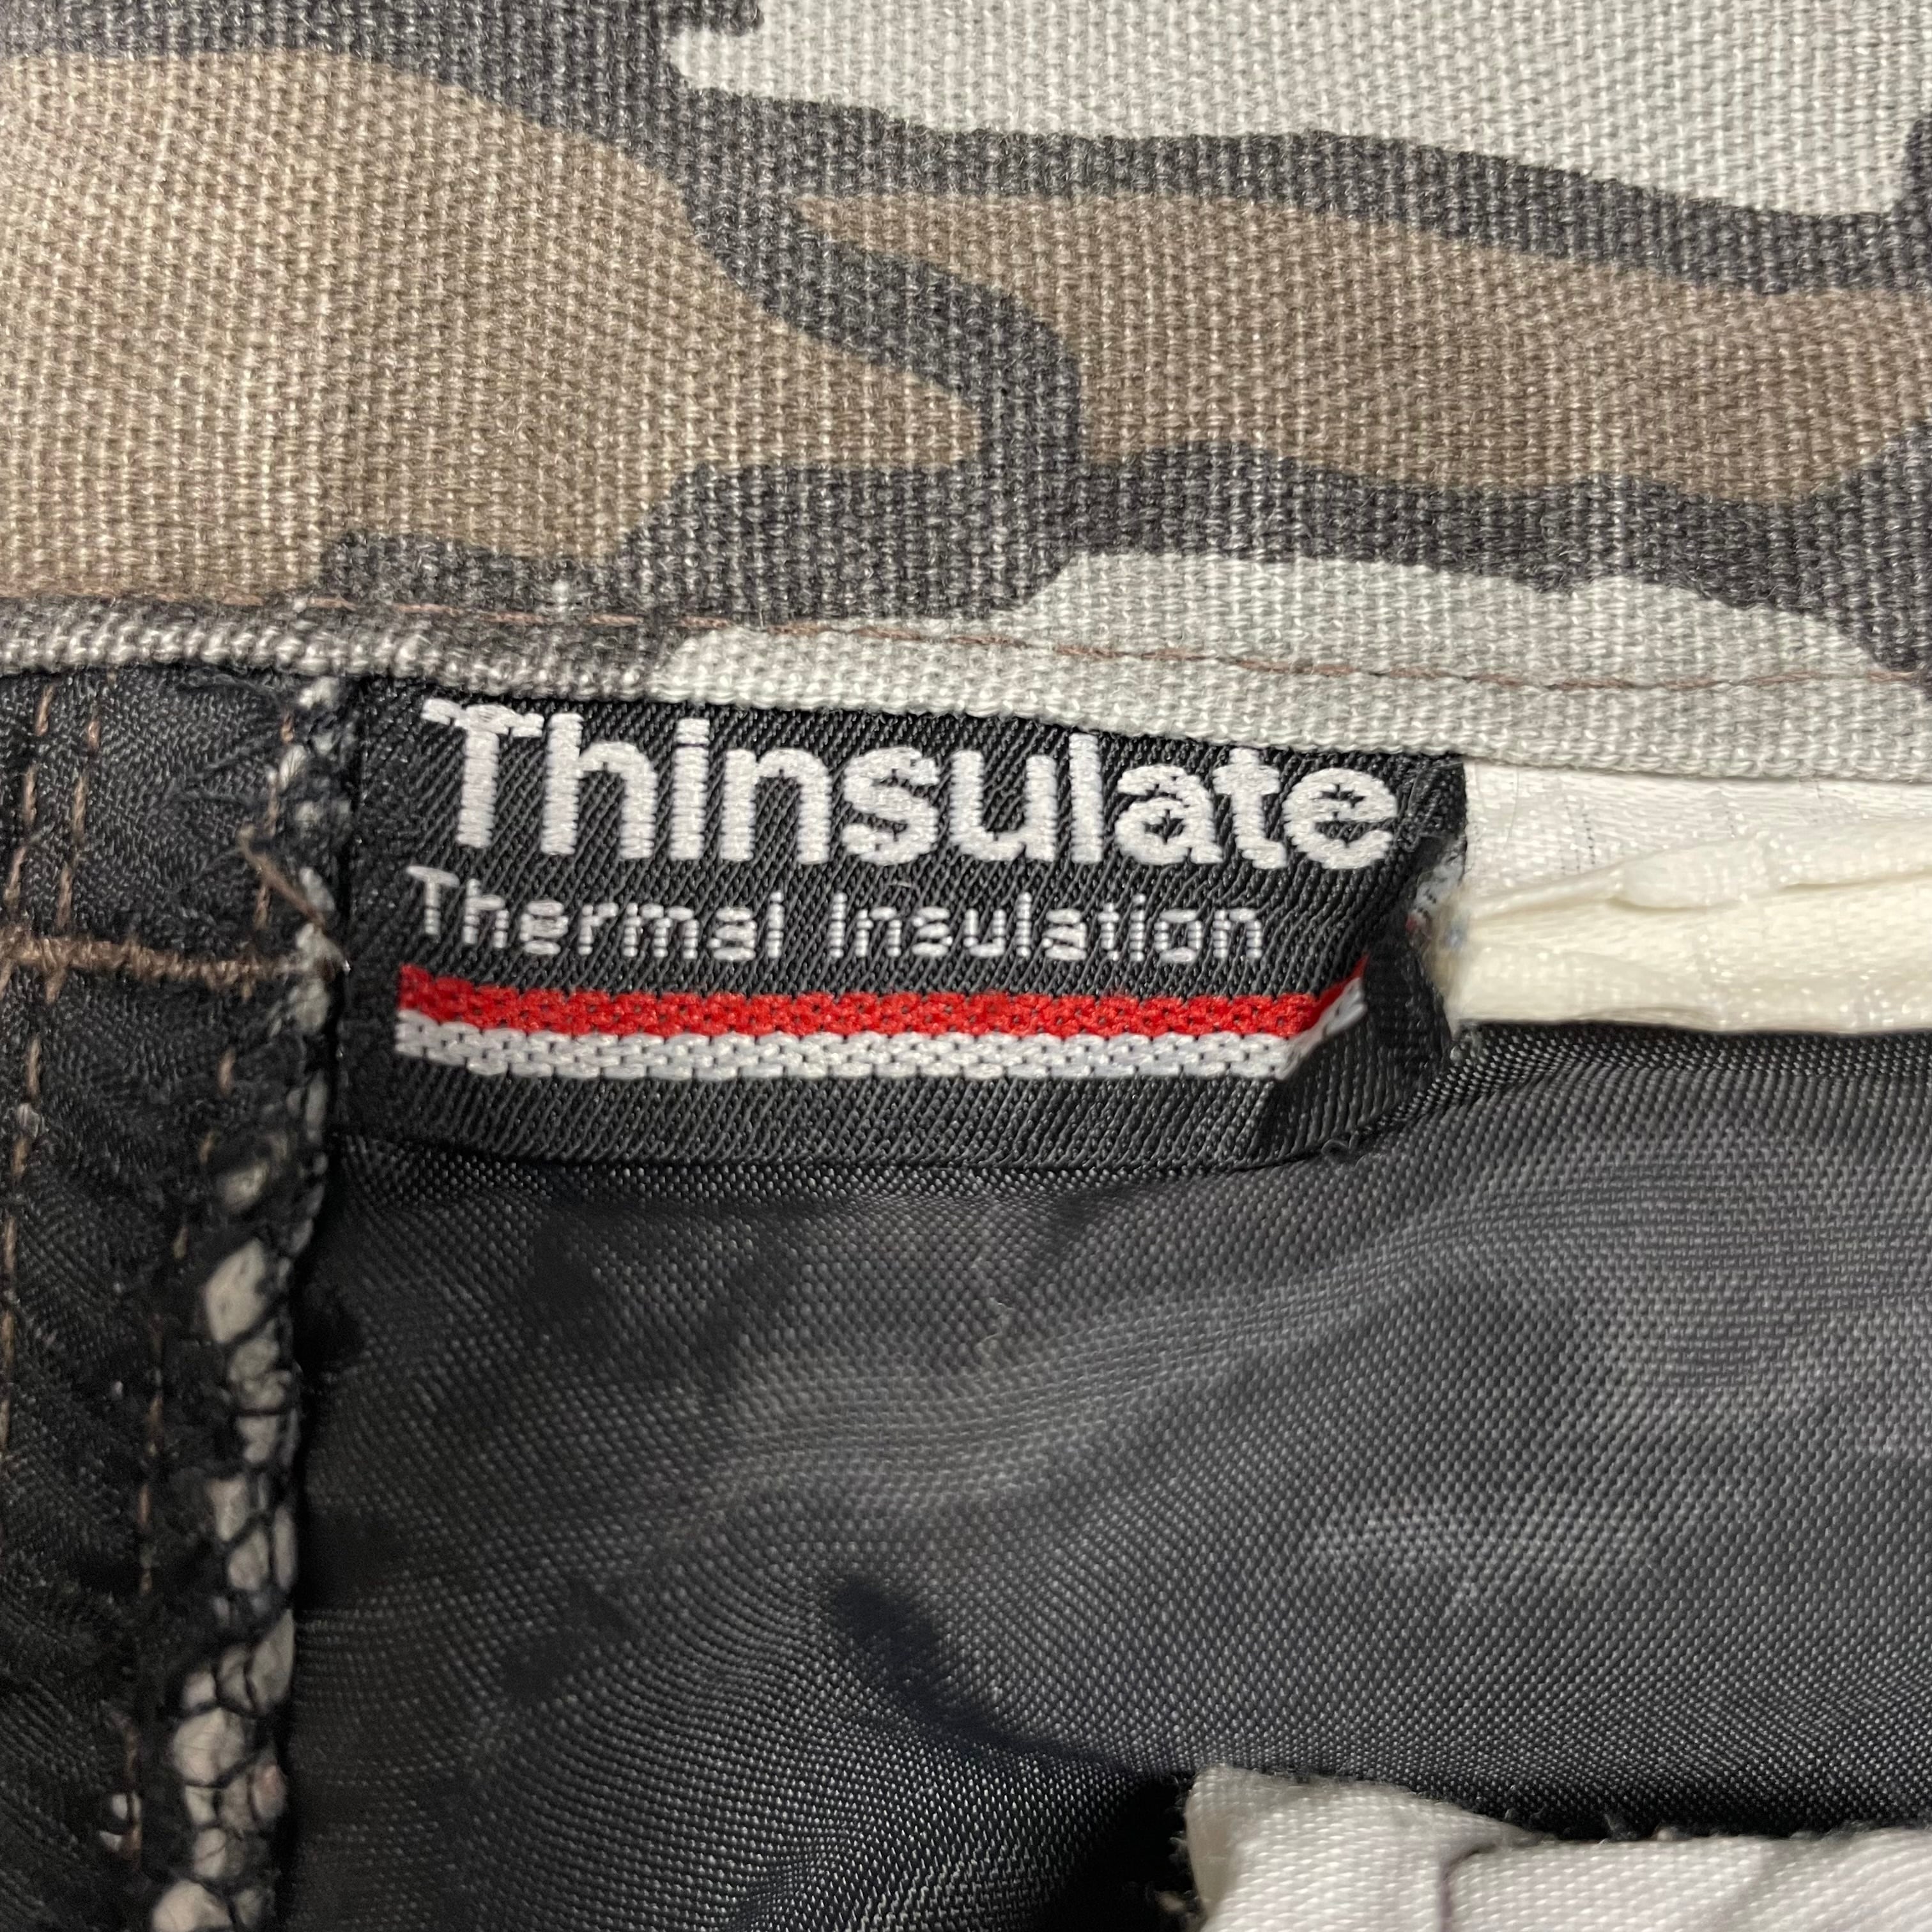 Thinsulate
Thermal Insulation